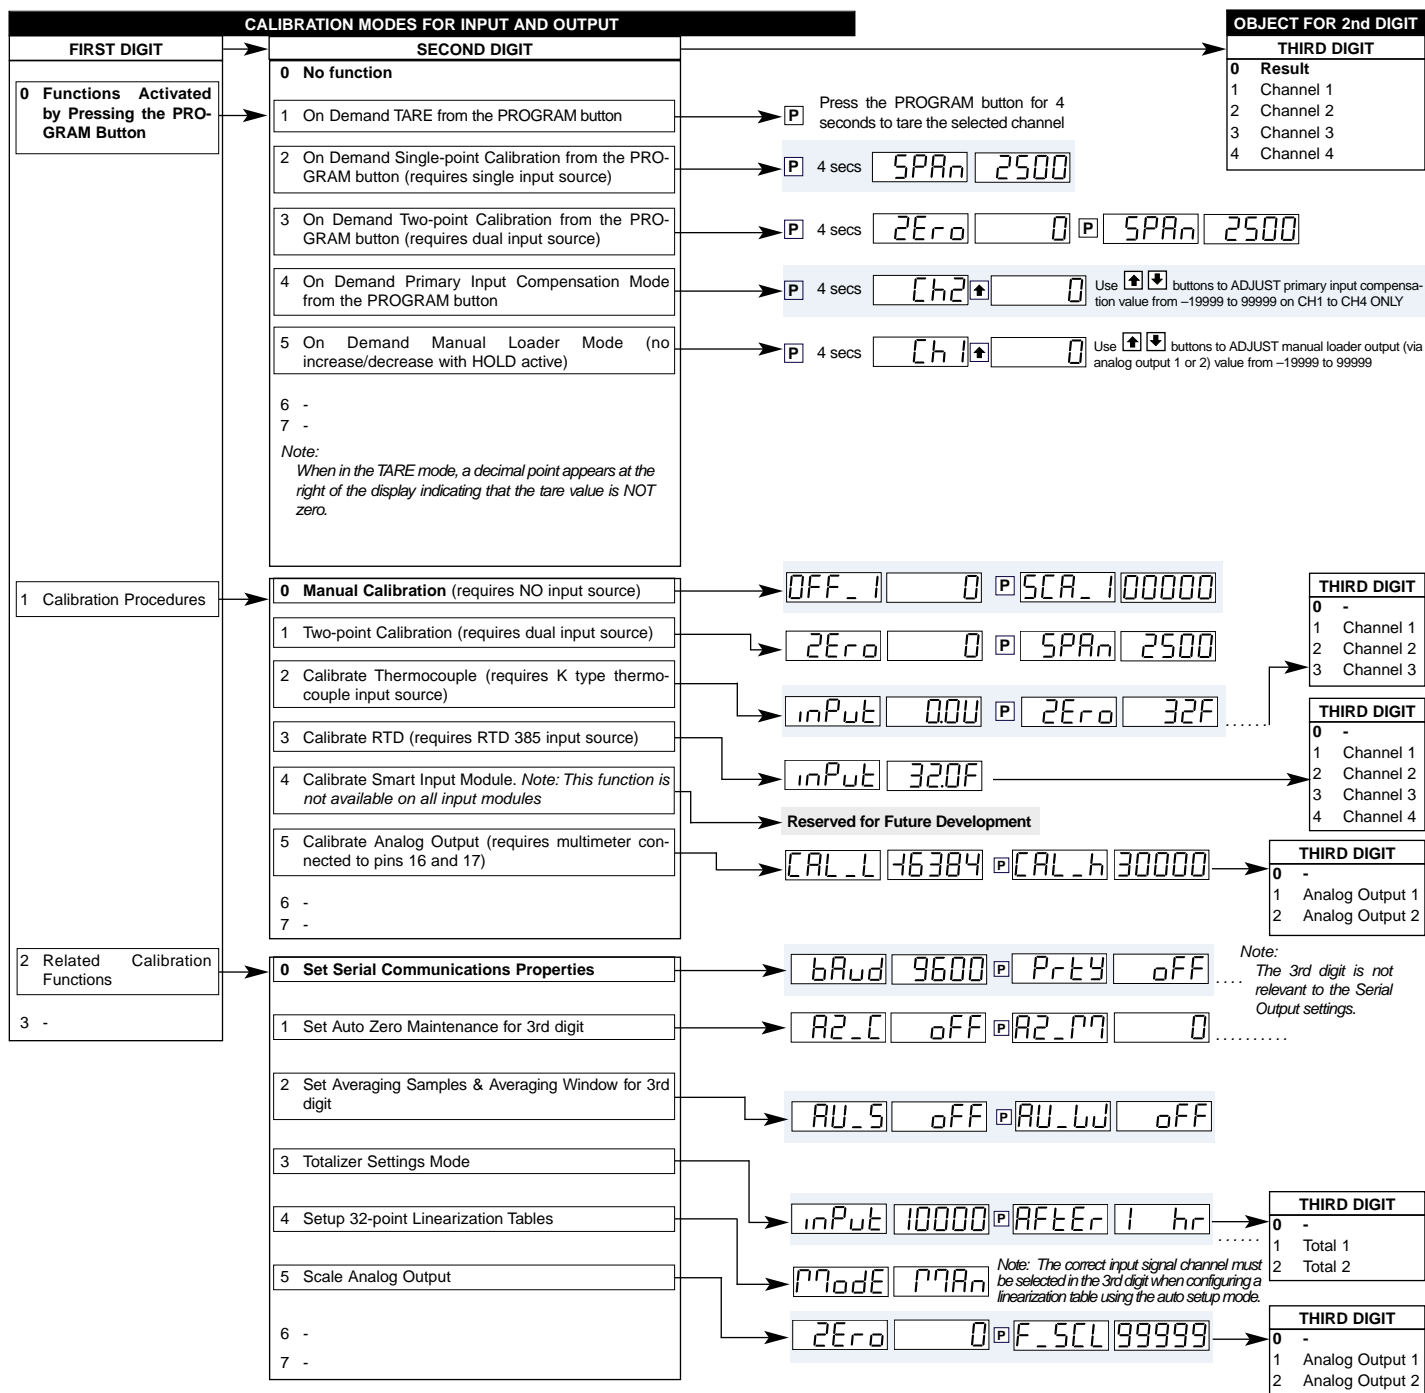 CALIBRATION MODES FOR INPUT AND OUTPUT
OBJECT FOR 2nd DIGIT
FIRST DIGIT
SECOND DIGIT
THIRD DIGIT
0 Result
1 Channel 1
2 Channel 2
3 Channel 3
4 Channel 4
0 Functions Activated
by Pressing the PRO-
GRAM Button
0 No function
1 On Demand TARE from the PROGRAM button
P Press the PROGRAM button for 4
seconds to tare the selected channel
2 On Demand Single-point Calibration from the PRO-
GRAM button (requires single input source)
P 4 secs SPAn 2500
3 On Demand Two-point Calibration from the PRO-
GRAM button (requires dual input source)
P 4 secs ZEro 0 P SPAn 2500
4 On Demand Primary Input Compensation Mode
from the PROGRAM button
P 4 secs Ch2 0 Use buttons to ADJUST primary input compensa-
tion value from –19999 to 99999 on CH1 to CH4 ONLY
5 On Demand Manual Loader Mode (no
increase/decrease with HOLD active)
P 4 secs Ch1 0 Use buttons to ADJUST manual loader output (via
analog output 1 or 2) value from –19999 to 99999
6 -
7 -
Note:
When in the TARE mode, a decimal point appears at the
right of the display indicating that the tare value is NOT
zero.
1 Calibration Procedures
0 Manual Calibration (requires NO input source)
OFF_1 0 P SCA_1 00000
1 Two-point Calibration (requires dual input source)
ZEro 0 P SPAn 2500
2 Calibrate Thermocouple (requires K type thermo-
couple input source)
inPut 0.0U P ZEro 32F ......
THIRD DIGIT
0 -
1 Channel 1
2 Channel 2
3 Channel 3
3 Calibrate RTD (requires RTD 385 input source)
inPut 32.0F
THIRD DIGIT
0 -
1 Channel 1
2 Channel 2
3 Channel 3
4 Channel 4
4 Calibrate Smart Input Module. Note: This function is
not available on all input modules
Reserved for Future Development
5 Calibrate Analog Output (requires multimeter con-
nected to pins 16 and 17)
CAL_L -16384 P CAL_h 30000
THIRD DIGIT
0 -
1 Analog Output 1
2 Analog Output 2
6 -
7 -
2 Related Calibration
Functions
3 -
0 Set Serial Communications Properties
bAud 9600 P PrtY oFF ....
Note:
The 3rd digit is not
relevant to the Serial
Output settings.
1 Set Auto Zero Maintenance for 3rd digit
AZ_C oFF P AZ_M 0 ..........
2 Set Averaging Samples & Averaging Window for 3rd
digit
AU_S oFF P AU_W oFF
3 Totalizer Settings Mode
inPut 10000 P AFtEr 1 hr ......
THIRD DIGIT
0 -
1 Total 1
2 Total 2
4 Setup 32-point Linearization Tables
ModE MAn Note: The correct input signal channel must
be selected in the 3rd digit when configuring a
linearization table using the auto setup mode.
5 Scale Analog Output
ZEro 0 P F_SCL 99999
THIRD DIGIT
0 -
1 Analog Output 1
2 Analog Output 2
6 -
7 -